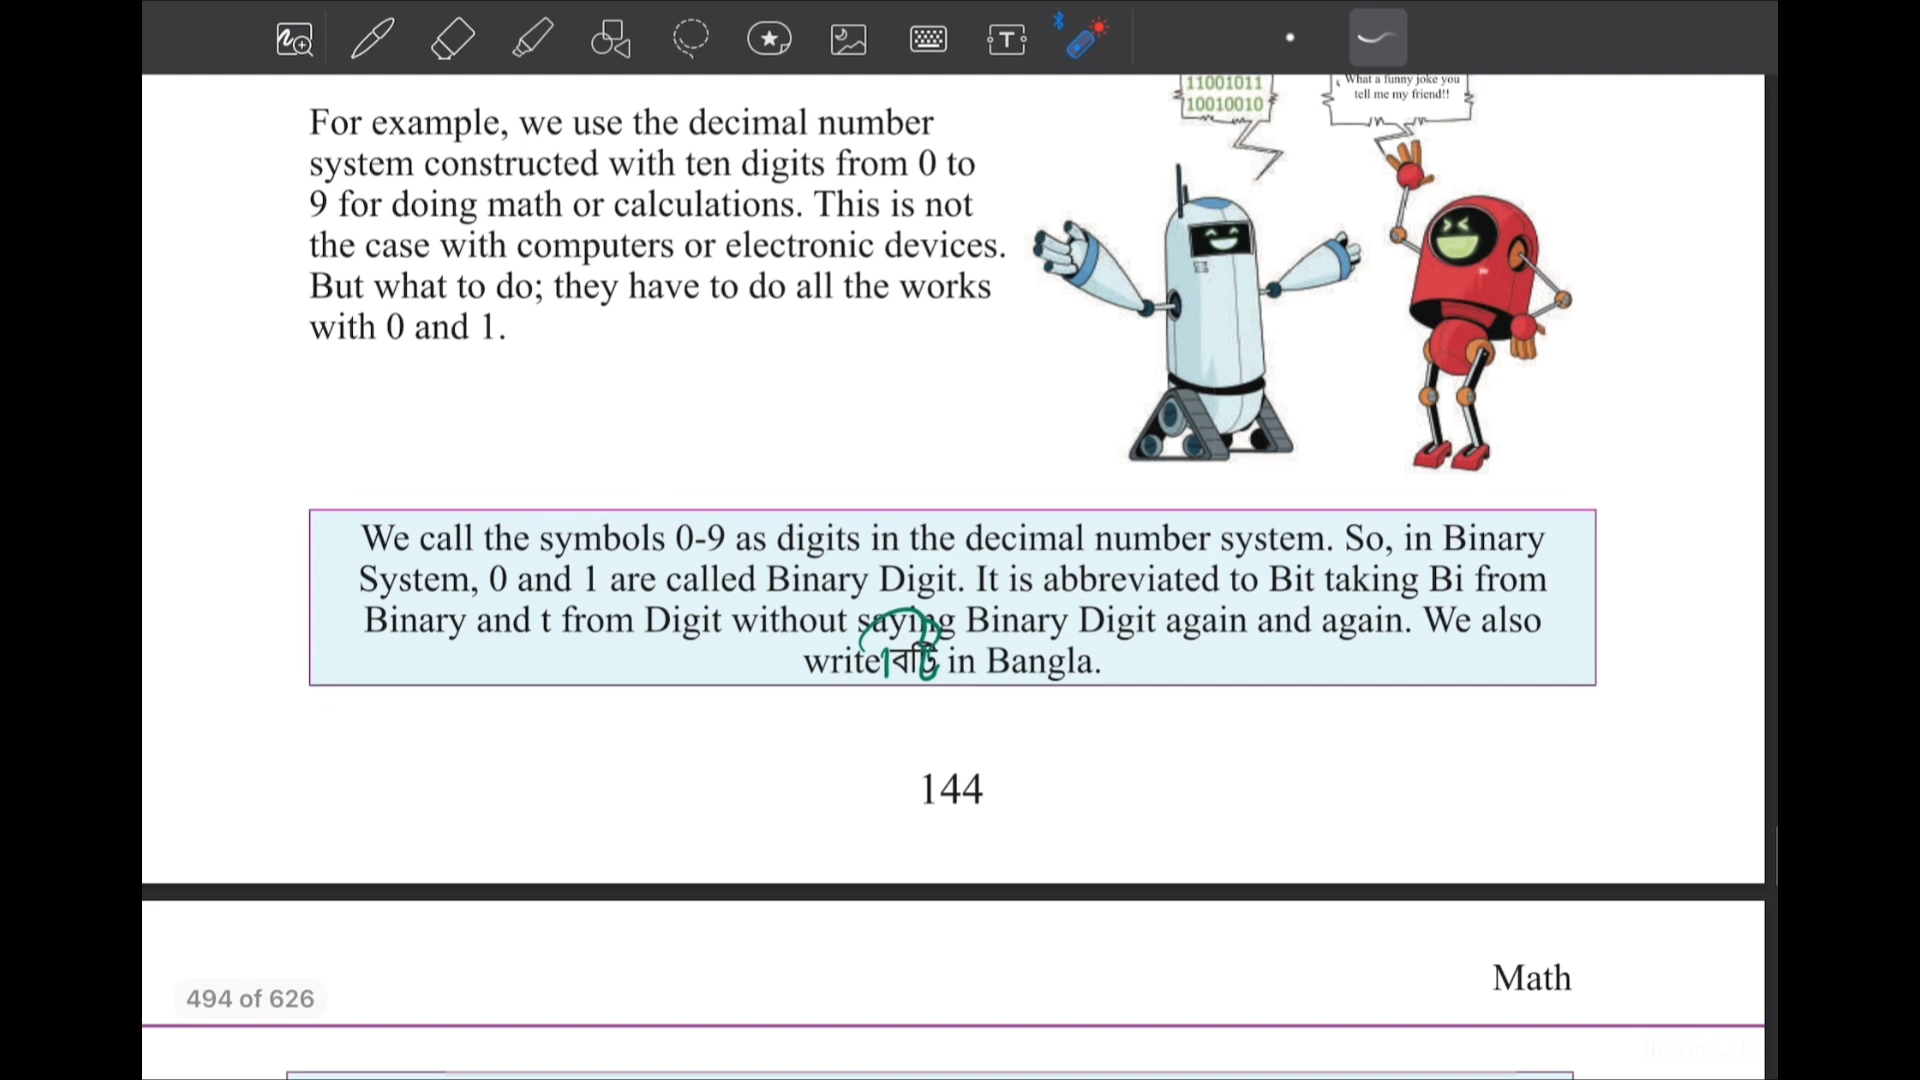 11001011
10010010
What a funny joke you
tell me my friend!!
For example, we use the decimal number
system constructed with ten digits from 0 to
9 for doing math or calculations. This is not
the case with computers or electronic devices.
But what to do; they have to do all the works
with 0 and 1.
We call the symbols 0-9 as digits in the decimal number system. So, in Binary
System, 0 and 1 are called Binary Digit. It is abbreviated to Bit taking Bi from
Binary and t from Digit without saying Binary Digit again and again. We also
write in Bangla.
144
Math
494 of 626